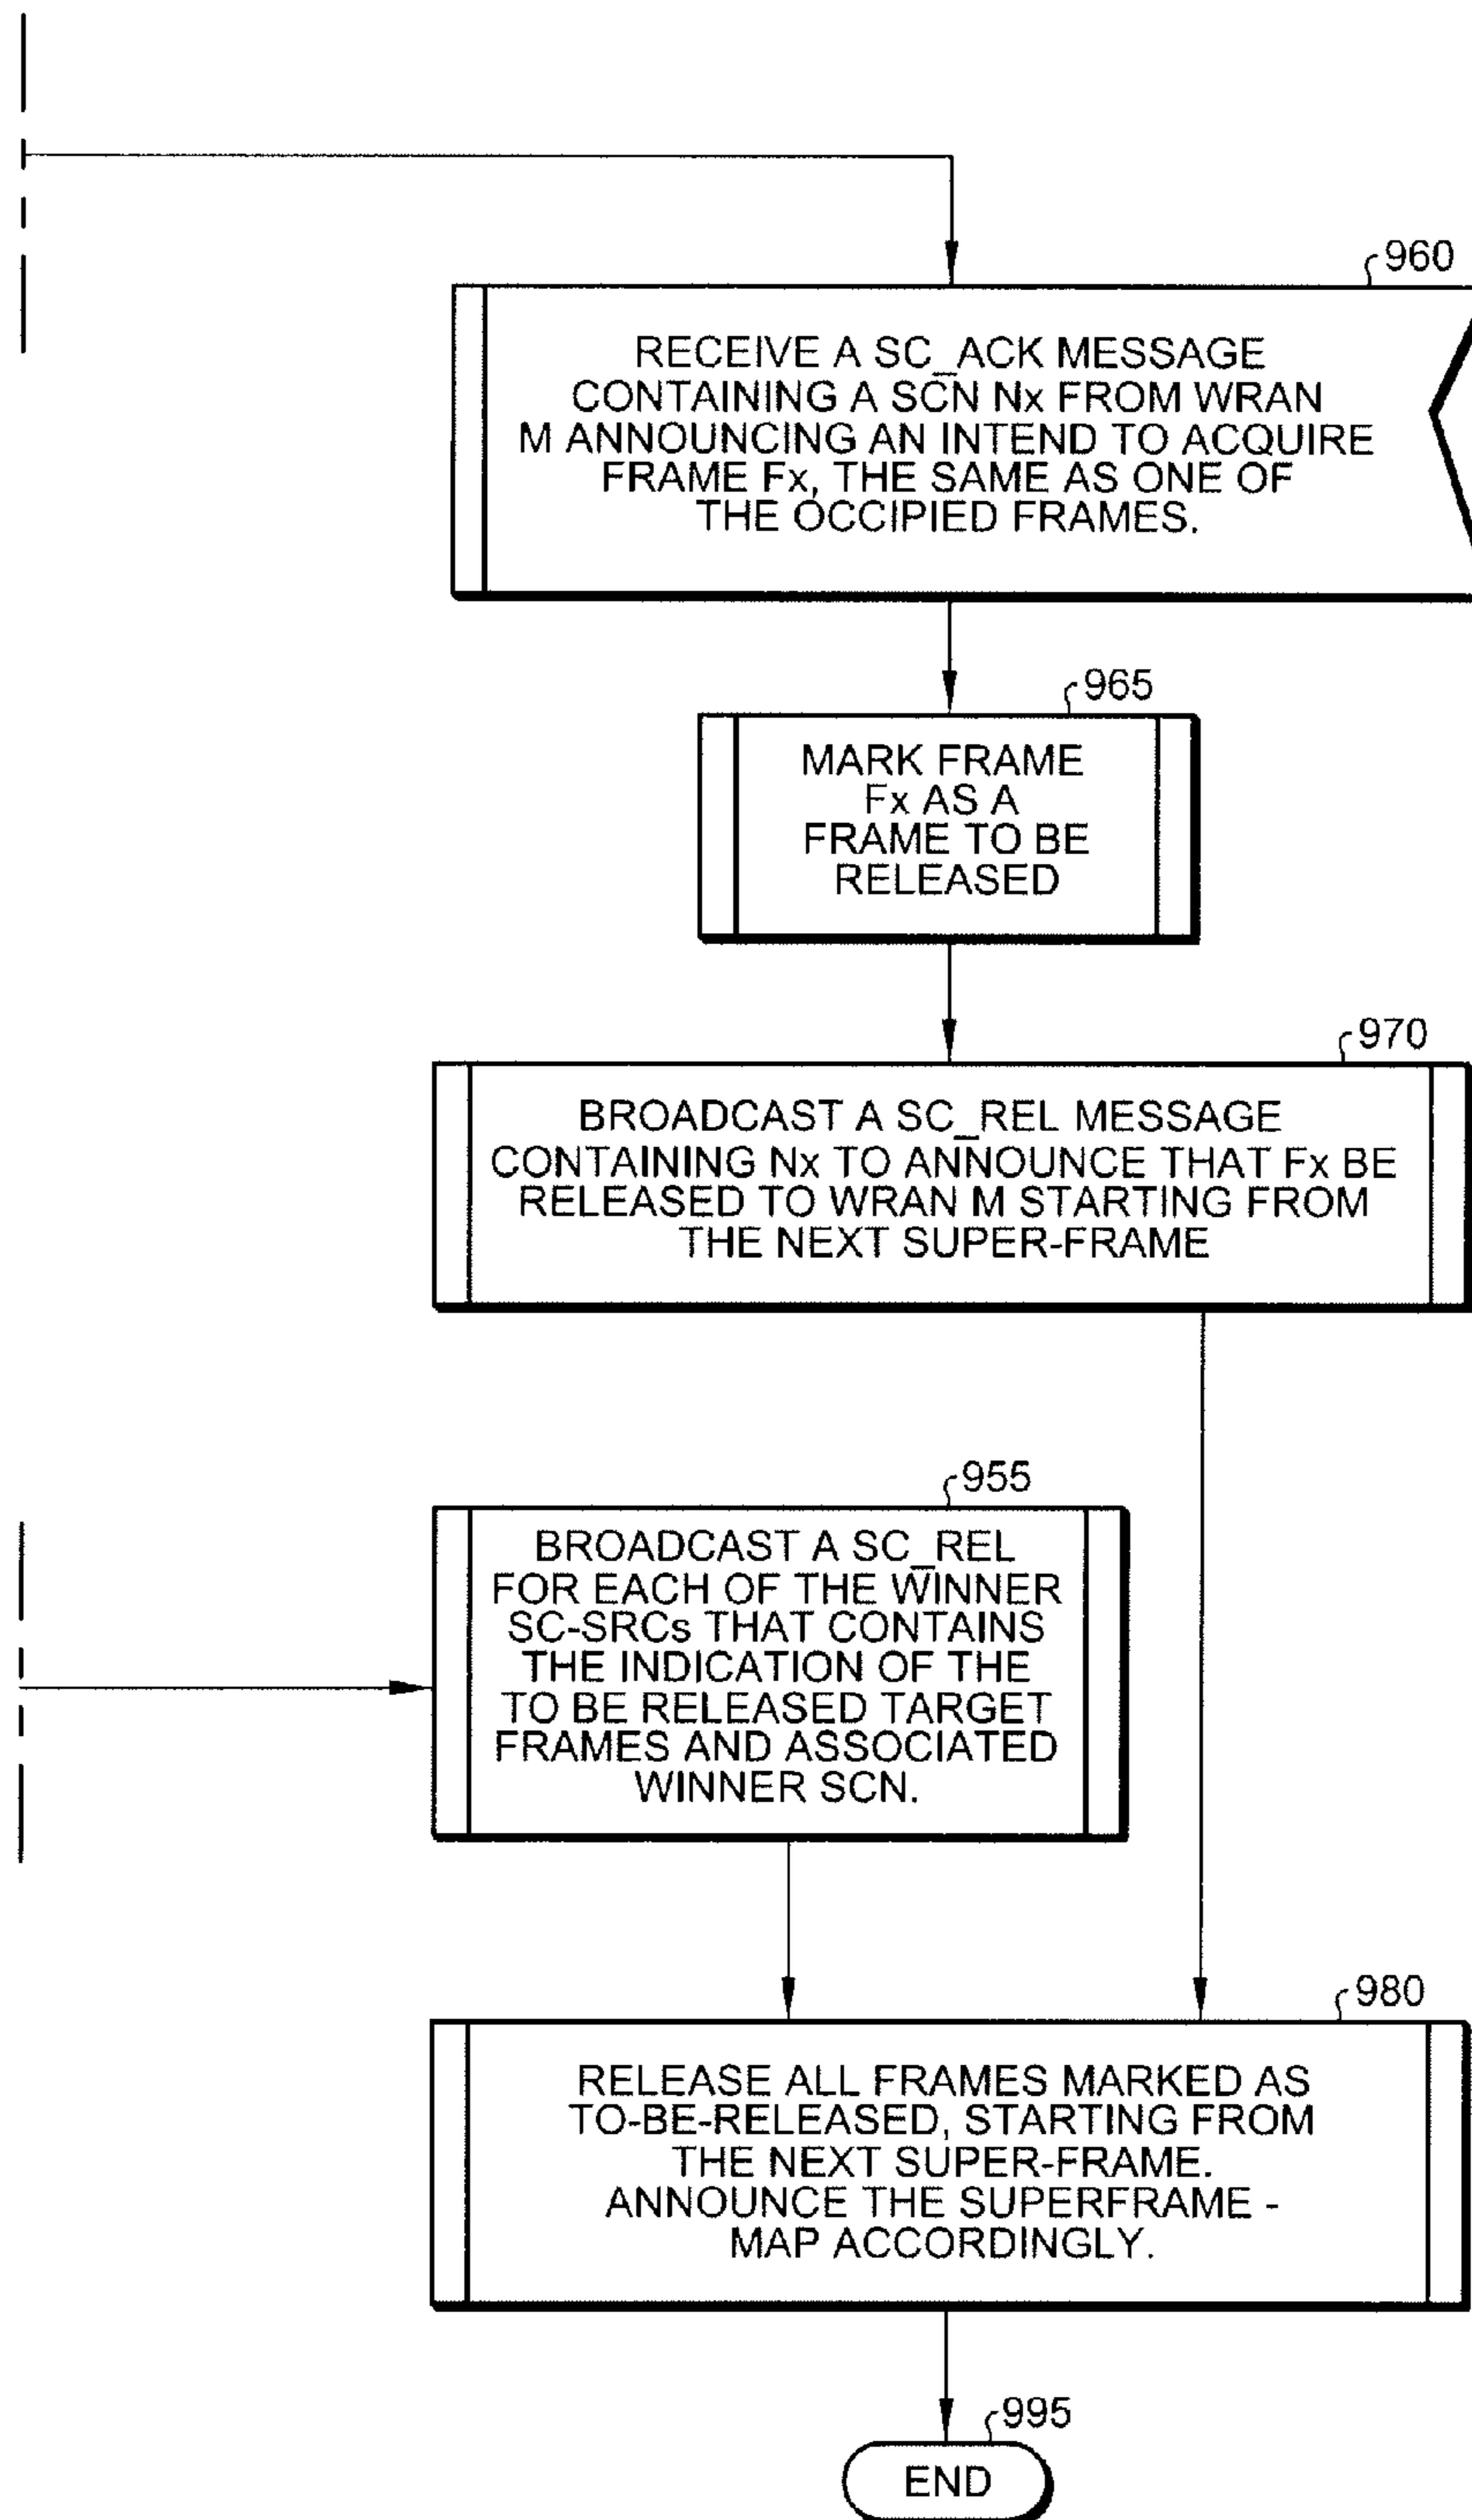 960
RECEIVE A SC_ACK MESSAGE
CONTAINING A SCN Nx FROM WRAN
M ANNOUNCING AN INTEND TO ACQUIRE
FRAME Fx, THE SAME AS ONE OF
THE OCCIPIED FRAMES.
965
MARK FRAME
Fx AS A
FRAME TO BE
RELEASED
970
BROADCAST A SC_REL MESSAGE
CONTAINING Nx TO ANNOUNCE THAT Fx BE
RELEASED TO WRAN M STARTING FROM
THE NEXT SUPER-FRAME
955
BROADCAST A SC_REL
FOR EACH OF THE WINNER
SC-SRCs THAT CONTAINS
THE INDICATION OF THE
TO BE RELEASED TARGET
FRAMES AND ASSOCIATED
WINNER SCN.
980
RELEASE ALL FRAMES MARKED AS
TO-BE-RELEASED, STARTING FROM
THE NEXT SUPER-FRAME.
ANNOUNCE THE SUPERFRAME -
MAP ACCORDINGLY.
995
END